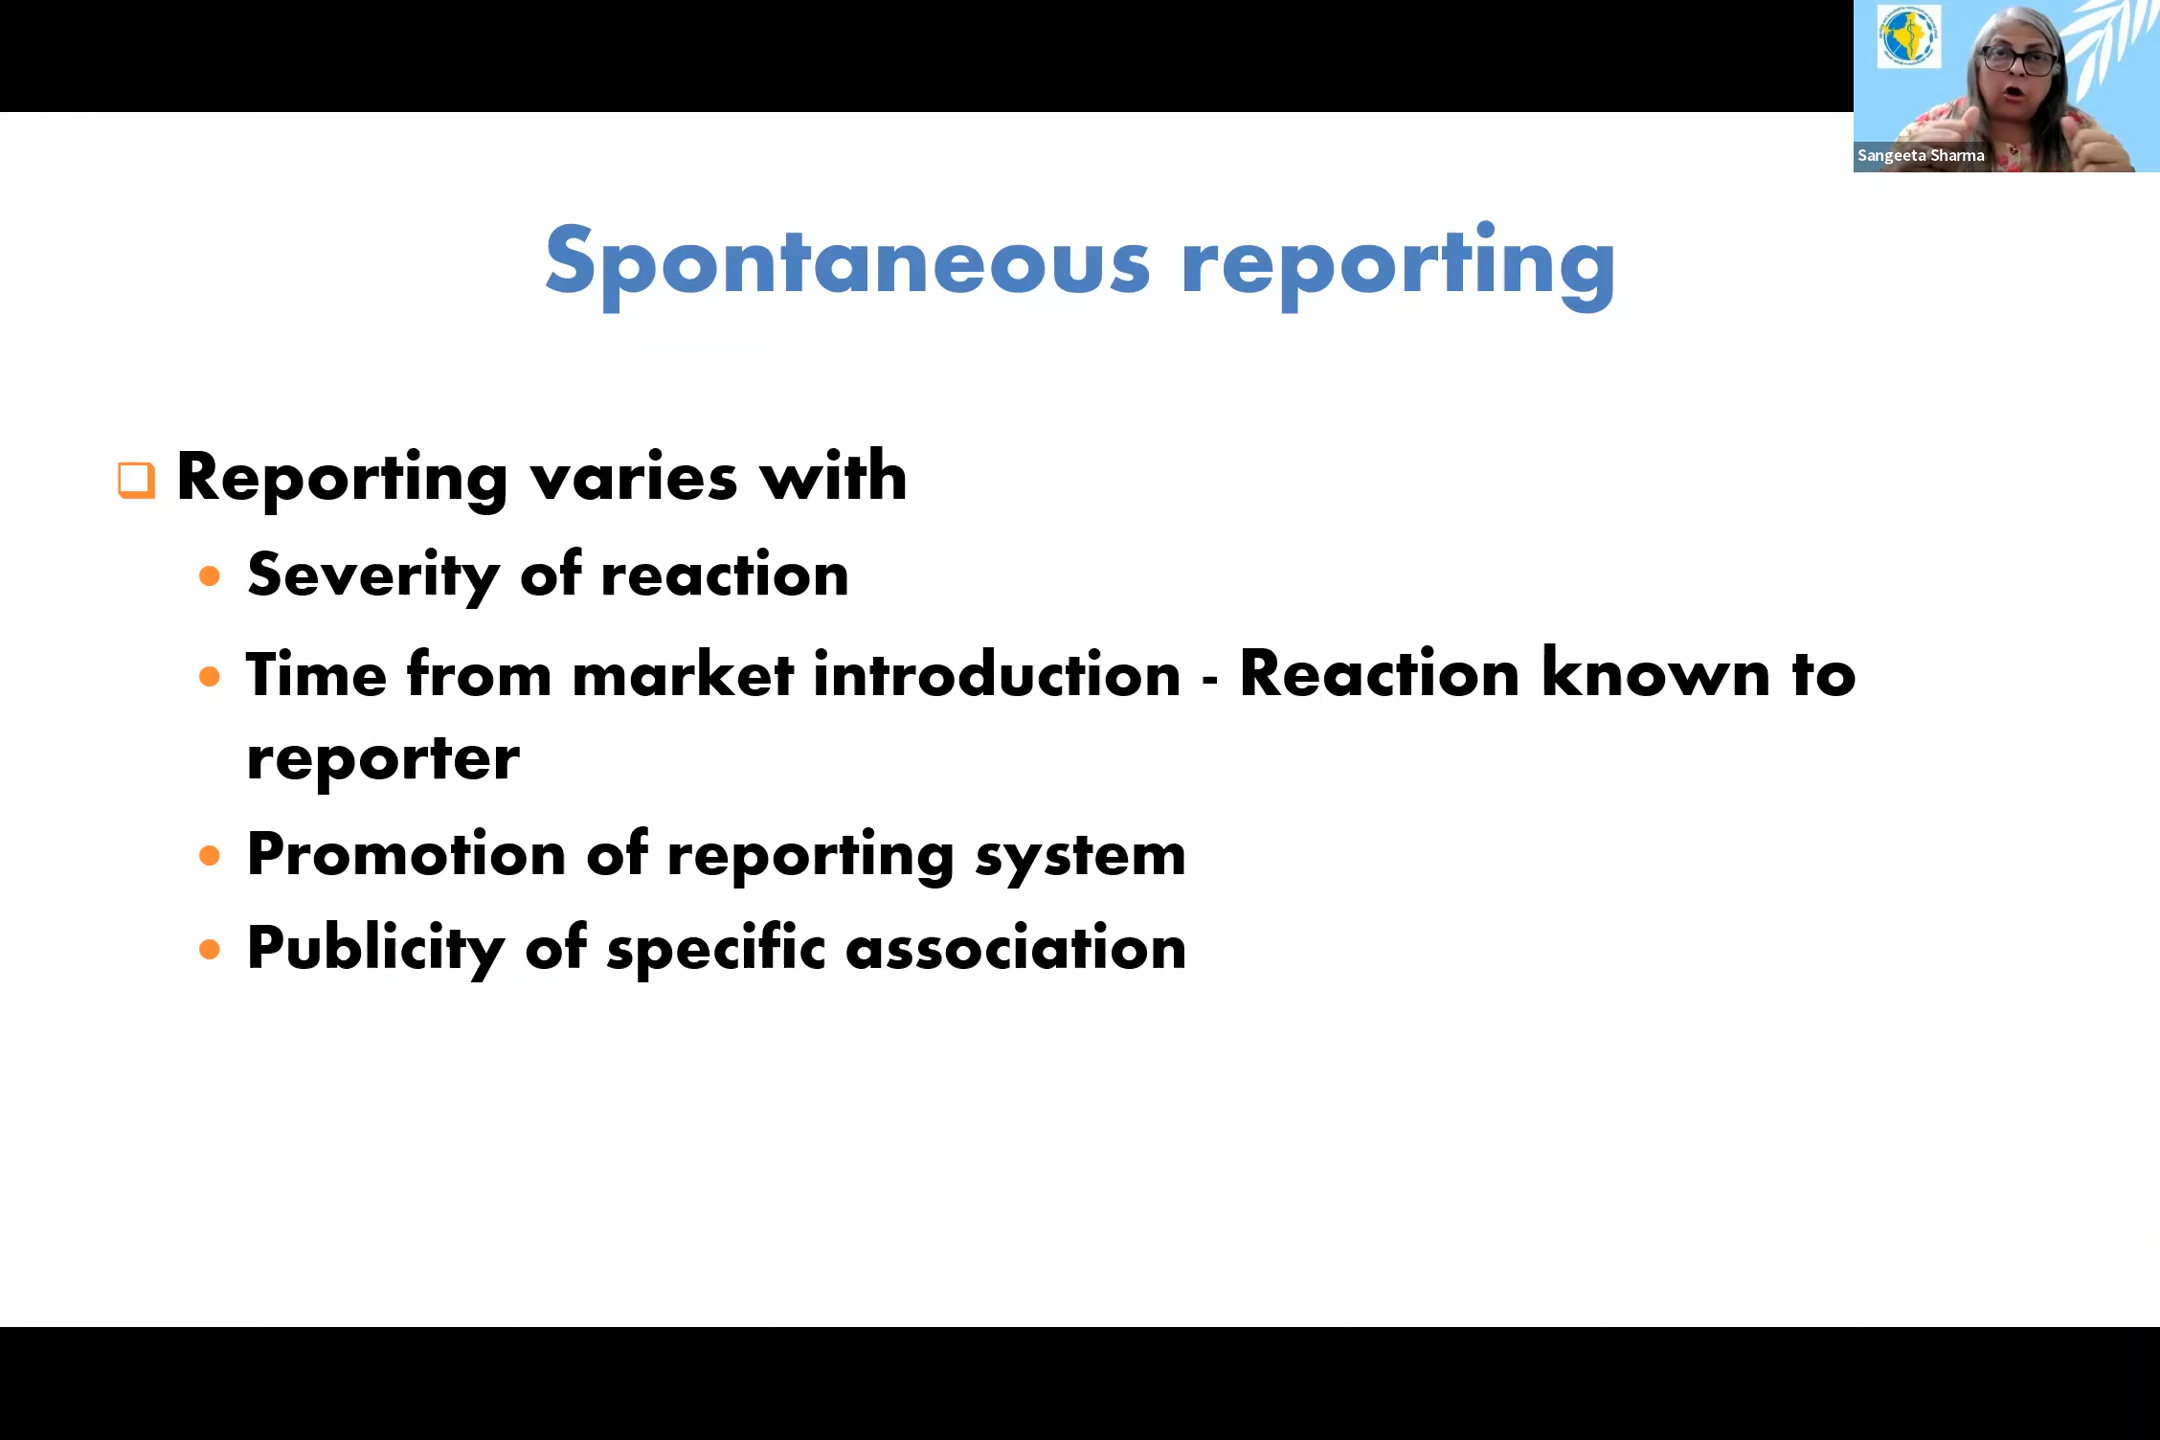 Sangeeta Sharma
Spontaneous reporting
Reporting varies with
Severity of reaction
Time from market introduction - Reaction known to
reporter
Promotion of reporting system
Publicity of specific association